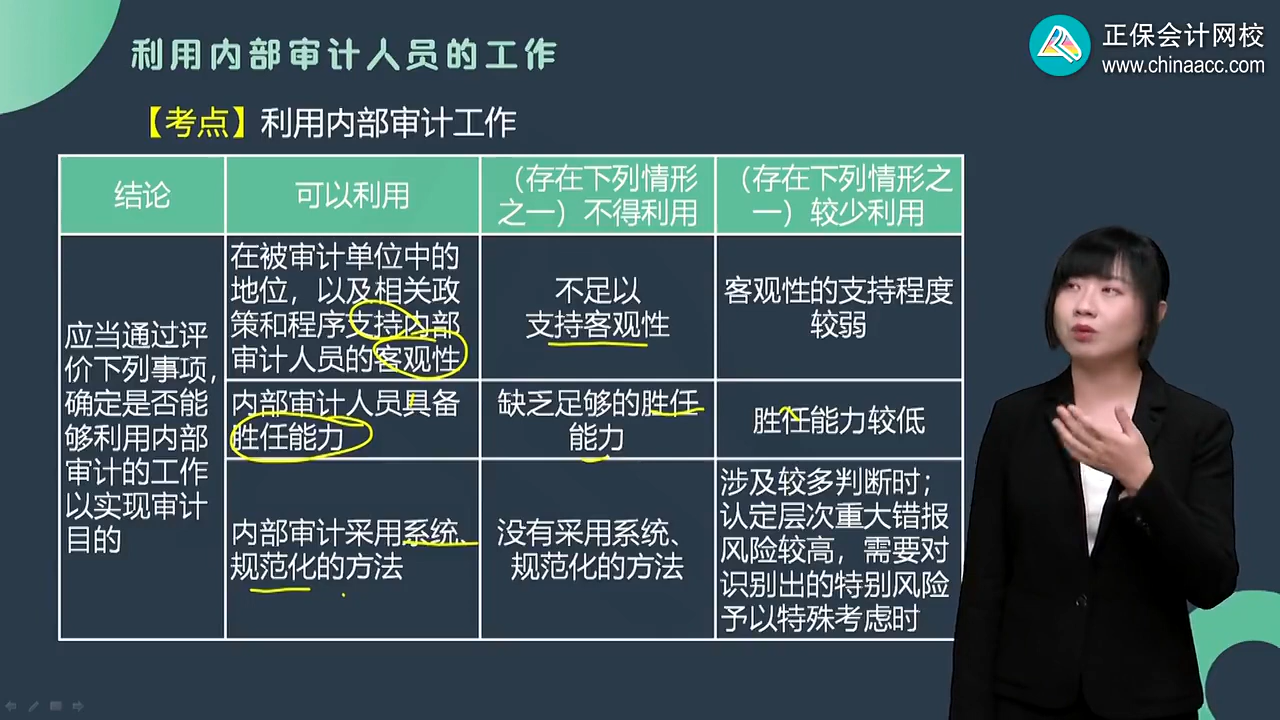 利用内部审计人员的工作
正保会计网校
www.chinaacc.com
【考点】利用内部审计工作
结论
可以利用
（存在下列情形
之一）不得利用
（存在下列情形之
一）较少利用
应当通过评
价下列事项，
确定是否能
够利用内部
审计的工作
以实现审计
目的
在被审计单位中的
地位，以及相关政
策和程序支持内部
审计人员的客观性
不足以
支持客观性
客观性的支持程度
较弱
内部审计人员具备
胜任能力
缺乏足够的胜任
能力
胜任能力较低
内部审计采用系统、
规范化的方法
没有采用系统、
规范化的方法
涉及较多判断时；
认定层次重大错报
风险较高，需要对
识别出的特别风险
予以特殊考虑时